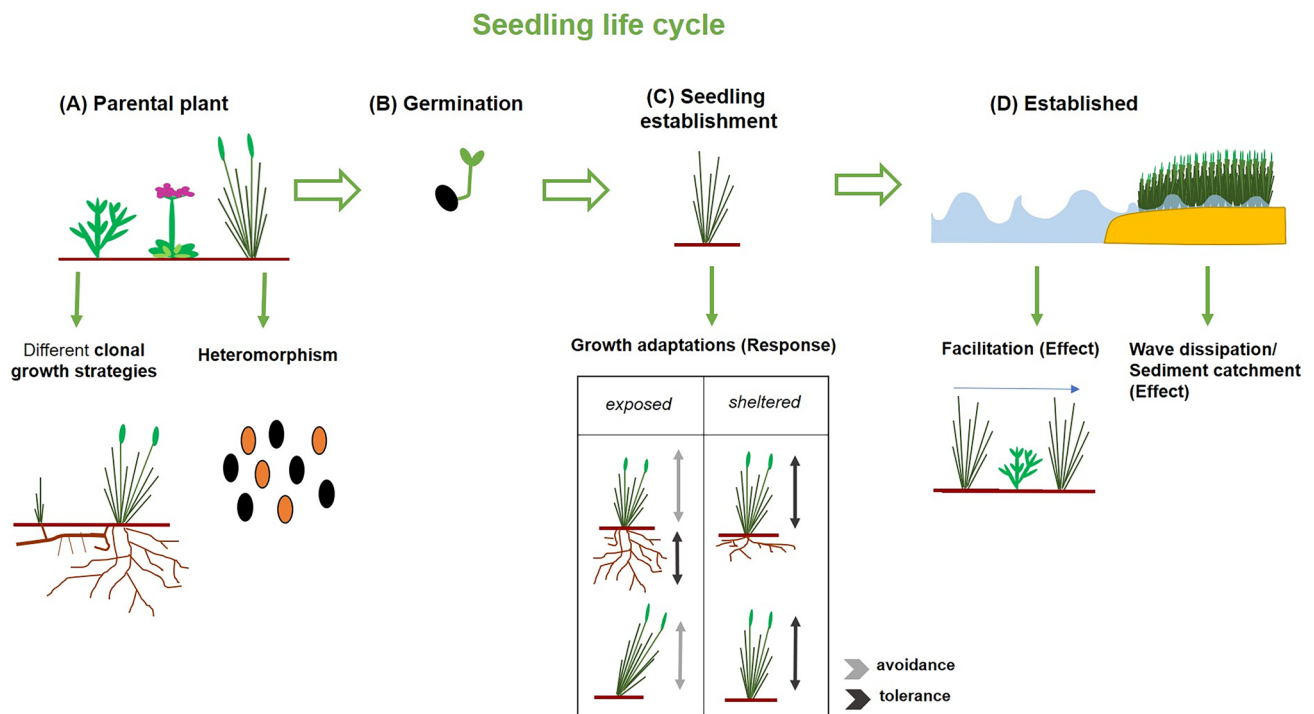 Seedling life cycle
(A) Parental plant
(B) Germination
(C) Seedling
establishment
(D) Established
Different clonal
growth strategies
Heteromorphism
Growth adaptations (Response)
exposed
sheltered
Facilitation (Effect)
Wave dissipation/
Sediment catchment
(Effect)
avoidance
tolerance